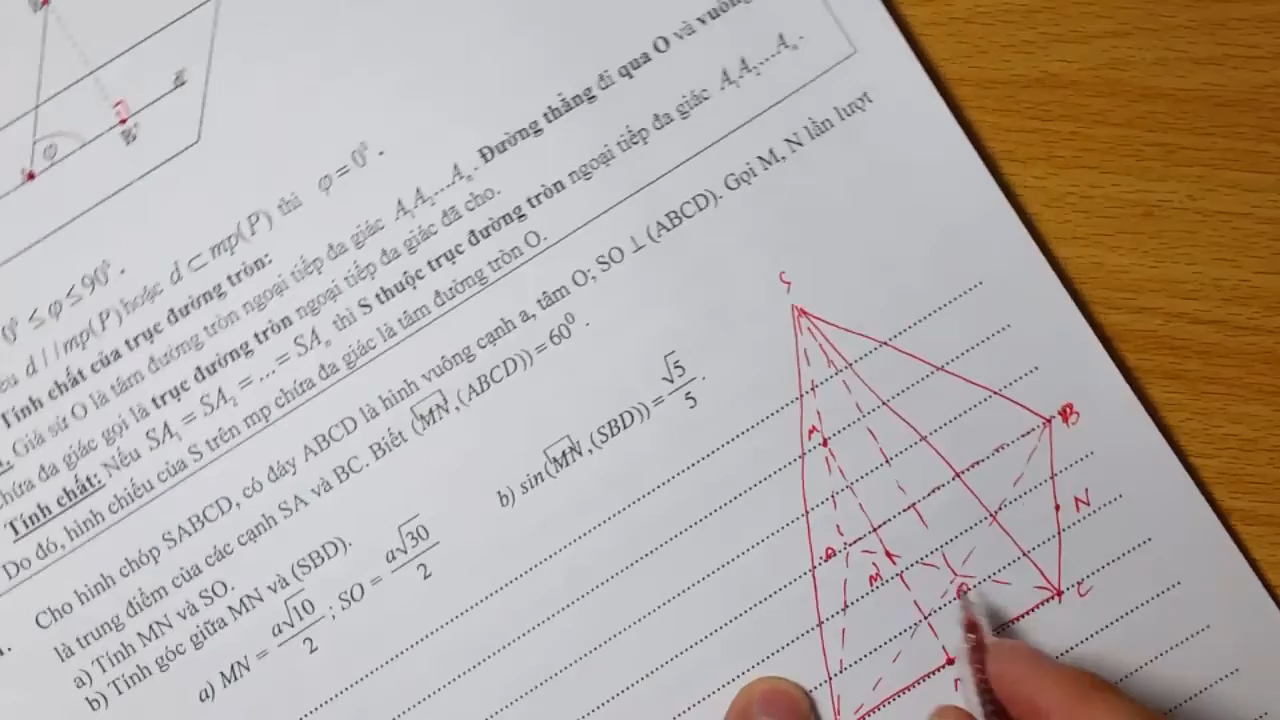 φ
0⁰ ≤ φ ≤ 90⁰.
d // mp(P) hoặc d ⊂ mp(P) thì φ = 0⁰.
Tính chất của trục đường tròn:
Giả sử O là tâm đường tròn ngoại tiếp đa giác A₁A₂...Aₙ. Đường thẳng đi qua O và vuông
chứa đa giác gọi là trục đường tròn ngoại tiếp đa giác đã cho.
Tính chất: Nếu SA₁ = SA₂ = ... = SAₙ thì S thuộc trục đường tròn ngoại tiếp đa giác A₁A₂...Aₙ.
Do đó, hình chiếu của S trên mp chứa đa giác là tâm đường tròn O.
Cho hình chóp SABCD, có đáy ABCD là hình vuông cạnh a, tâm O; SO ⊥ (ABCD). Gọi M, N lần lượt
là trung điểm của các cạnh SA và BC. Biết (MN, (ABCD)) = 60⁰.
a) Tính MN và SO.
b) Tính góc giữa MN và (SBD).
a) MN = a√10/2; SO = a√30/2
b) sin(MN, (SBD)) = √5/5.
S
B
M
N
A
M'
C